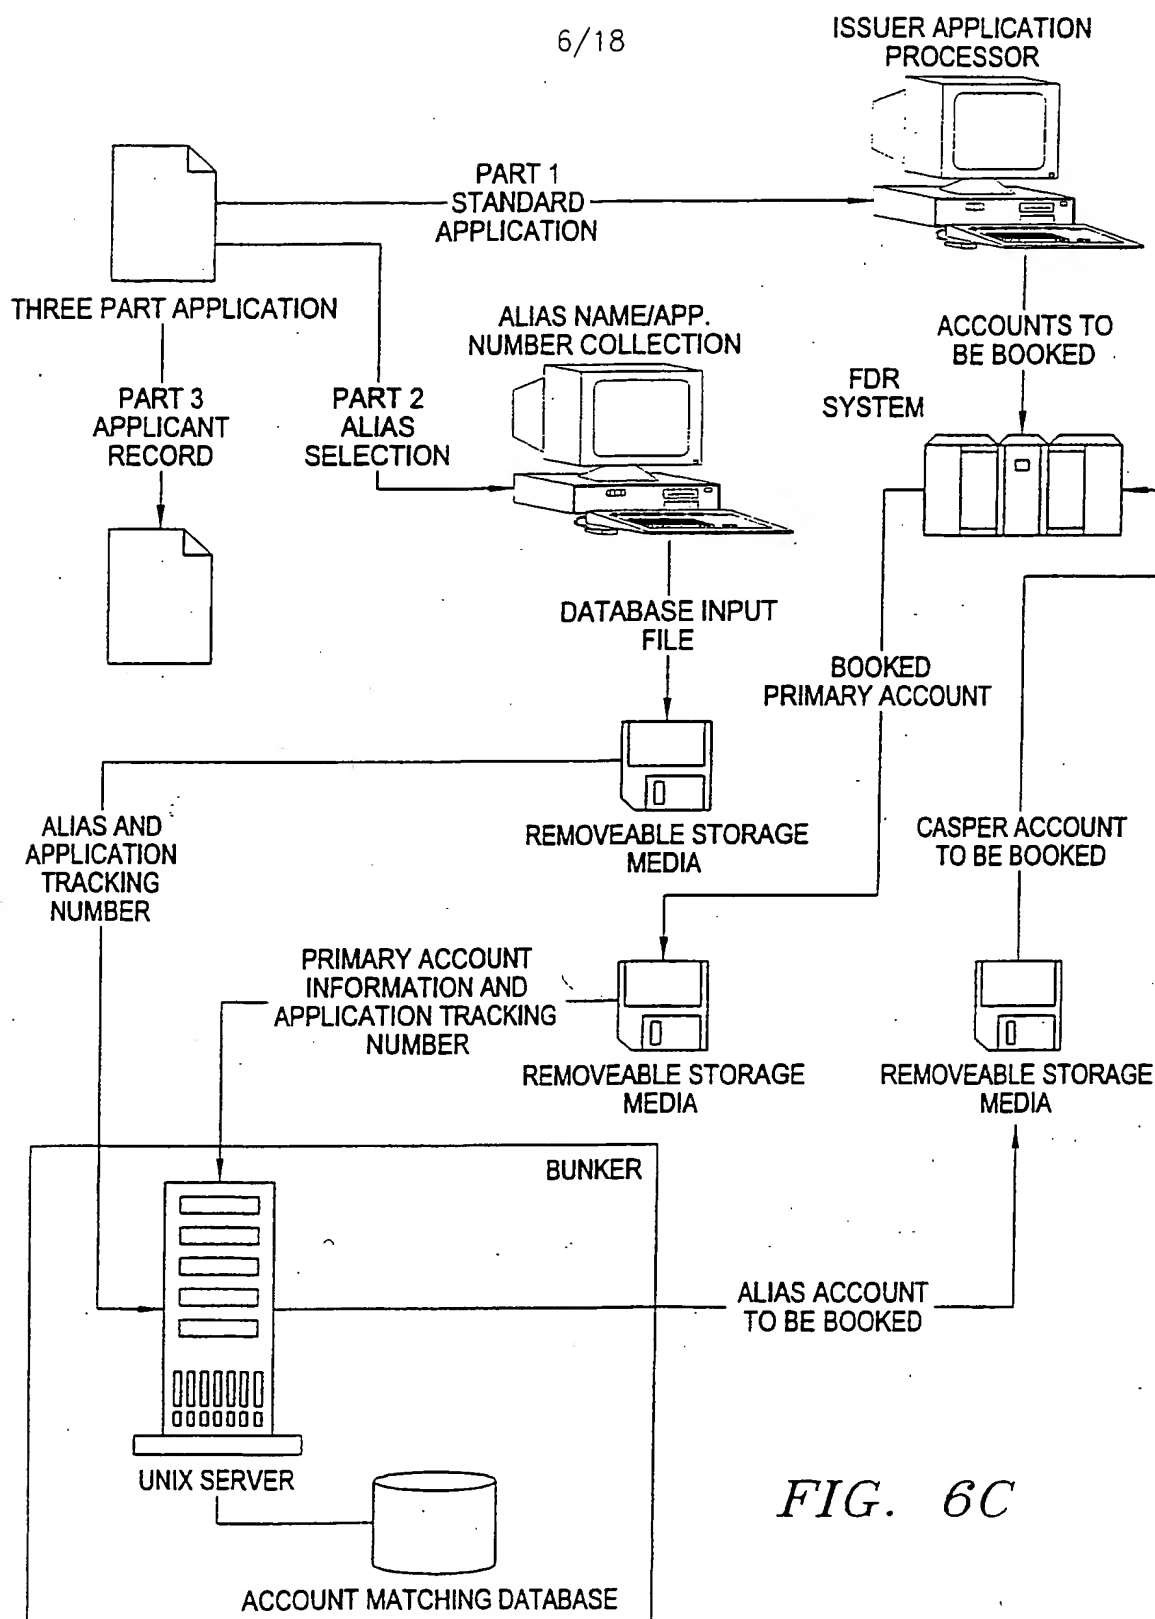 6/18
ISSUER APPLICATION
PROCESSOR
PART 1
STANDARD
APPLICATION
THREE PART APPLICATION
ALIAS NAME/APP.
NUMBER COLLECTION
ACCOUNTS TO
BE BOOKED
FDR
SYSTEM
PART 3
APPLICANT
RECORD
PART 2
ALIAS
SELECTION
DATABASE INPUT
FILE
BOOKED
PRIMARY ACCOUNT
ALIAS AND
APPLICATION
TRACKING
NUMBER
REMOVEABLE STORAGE
MEDIA
CASPER ACCOUNT
TO BE BOOKED
PRIMARY ACCOUNT
INFORMATION AND
APPLICATION TRACKING
NUMBER
REMOVEABLE STORAGE
MEDIA
REMOVEABLE STORAGE
MEDIA
BUNKER
ALIAS ACCOUNT
TO BE BOOKED
UNIX SERVER
FIG. 6C
ACCOUNT MATCHING DATABASE